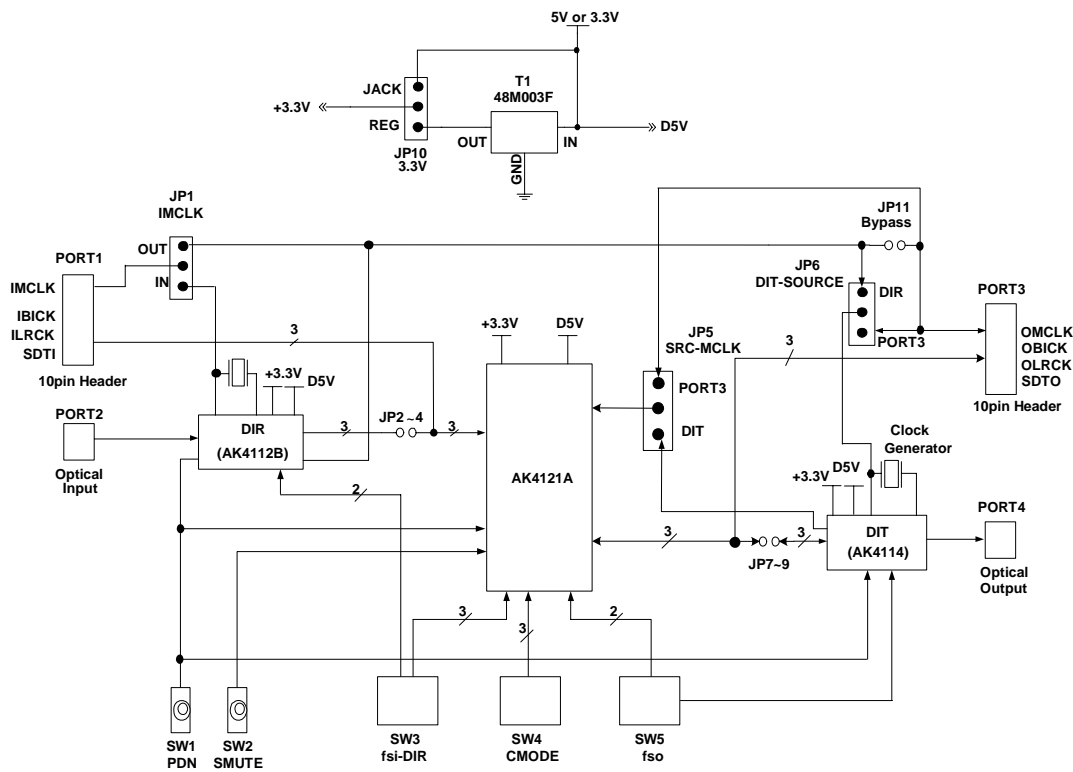 5V or 3.3V
JACK
T1
48M003F
+3.3V
D5V
REG
OUT
IN
JP10
3.3V
GND
JP1
IMCLK
JP11
Bypass
OUT
PORT1
JP6
DIT-SOURCE
IN
DIR
PORT3
IMCLK
PORT3
IBICK
ILRCK
SDTI
3
+3.3V
D5V
JP5
SRC-MCLK
3
OMCLK
OBICK
OLRCK
SDTO
10pin Header
+3.3V
D5V
PORT3
10pin Header
PORT2
JP2~4
DIR
(AK4112B)
3
3
DIT
Clock
Generator
Optical
Input
AK4121A
+3.3V
D5V
PORT4
2
3
3
DIT
(AK4114)
JP7~9
Optical
Output
3
3
2
SW1
PDN
SW2
SMUTE
SW3
fsi-DIR
SW4
CMODE
SW5
fso